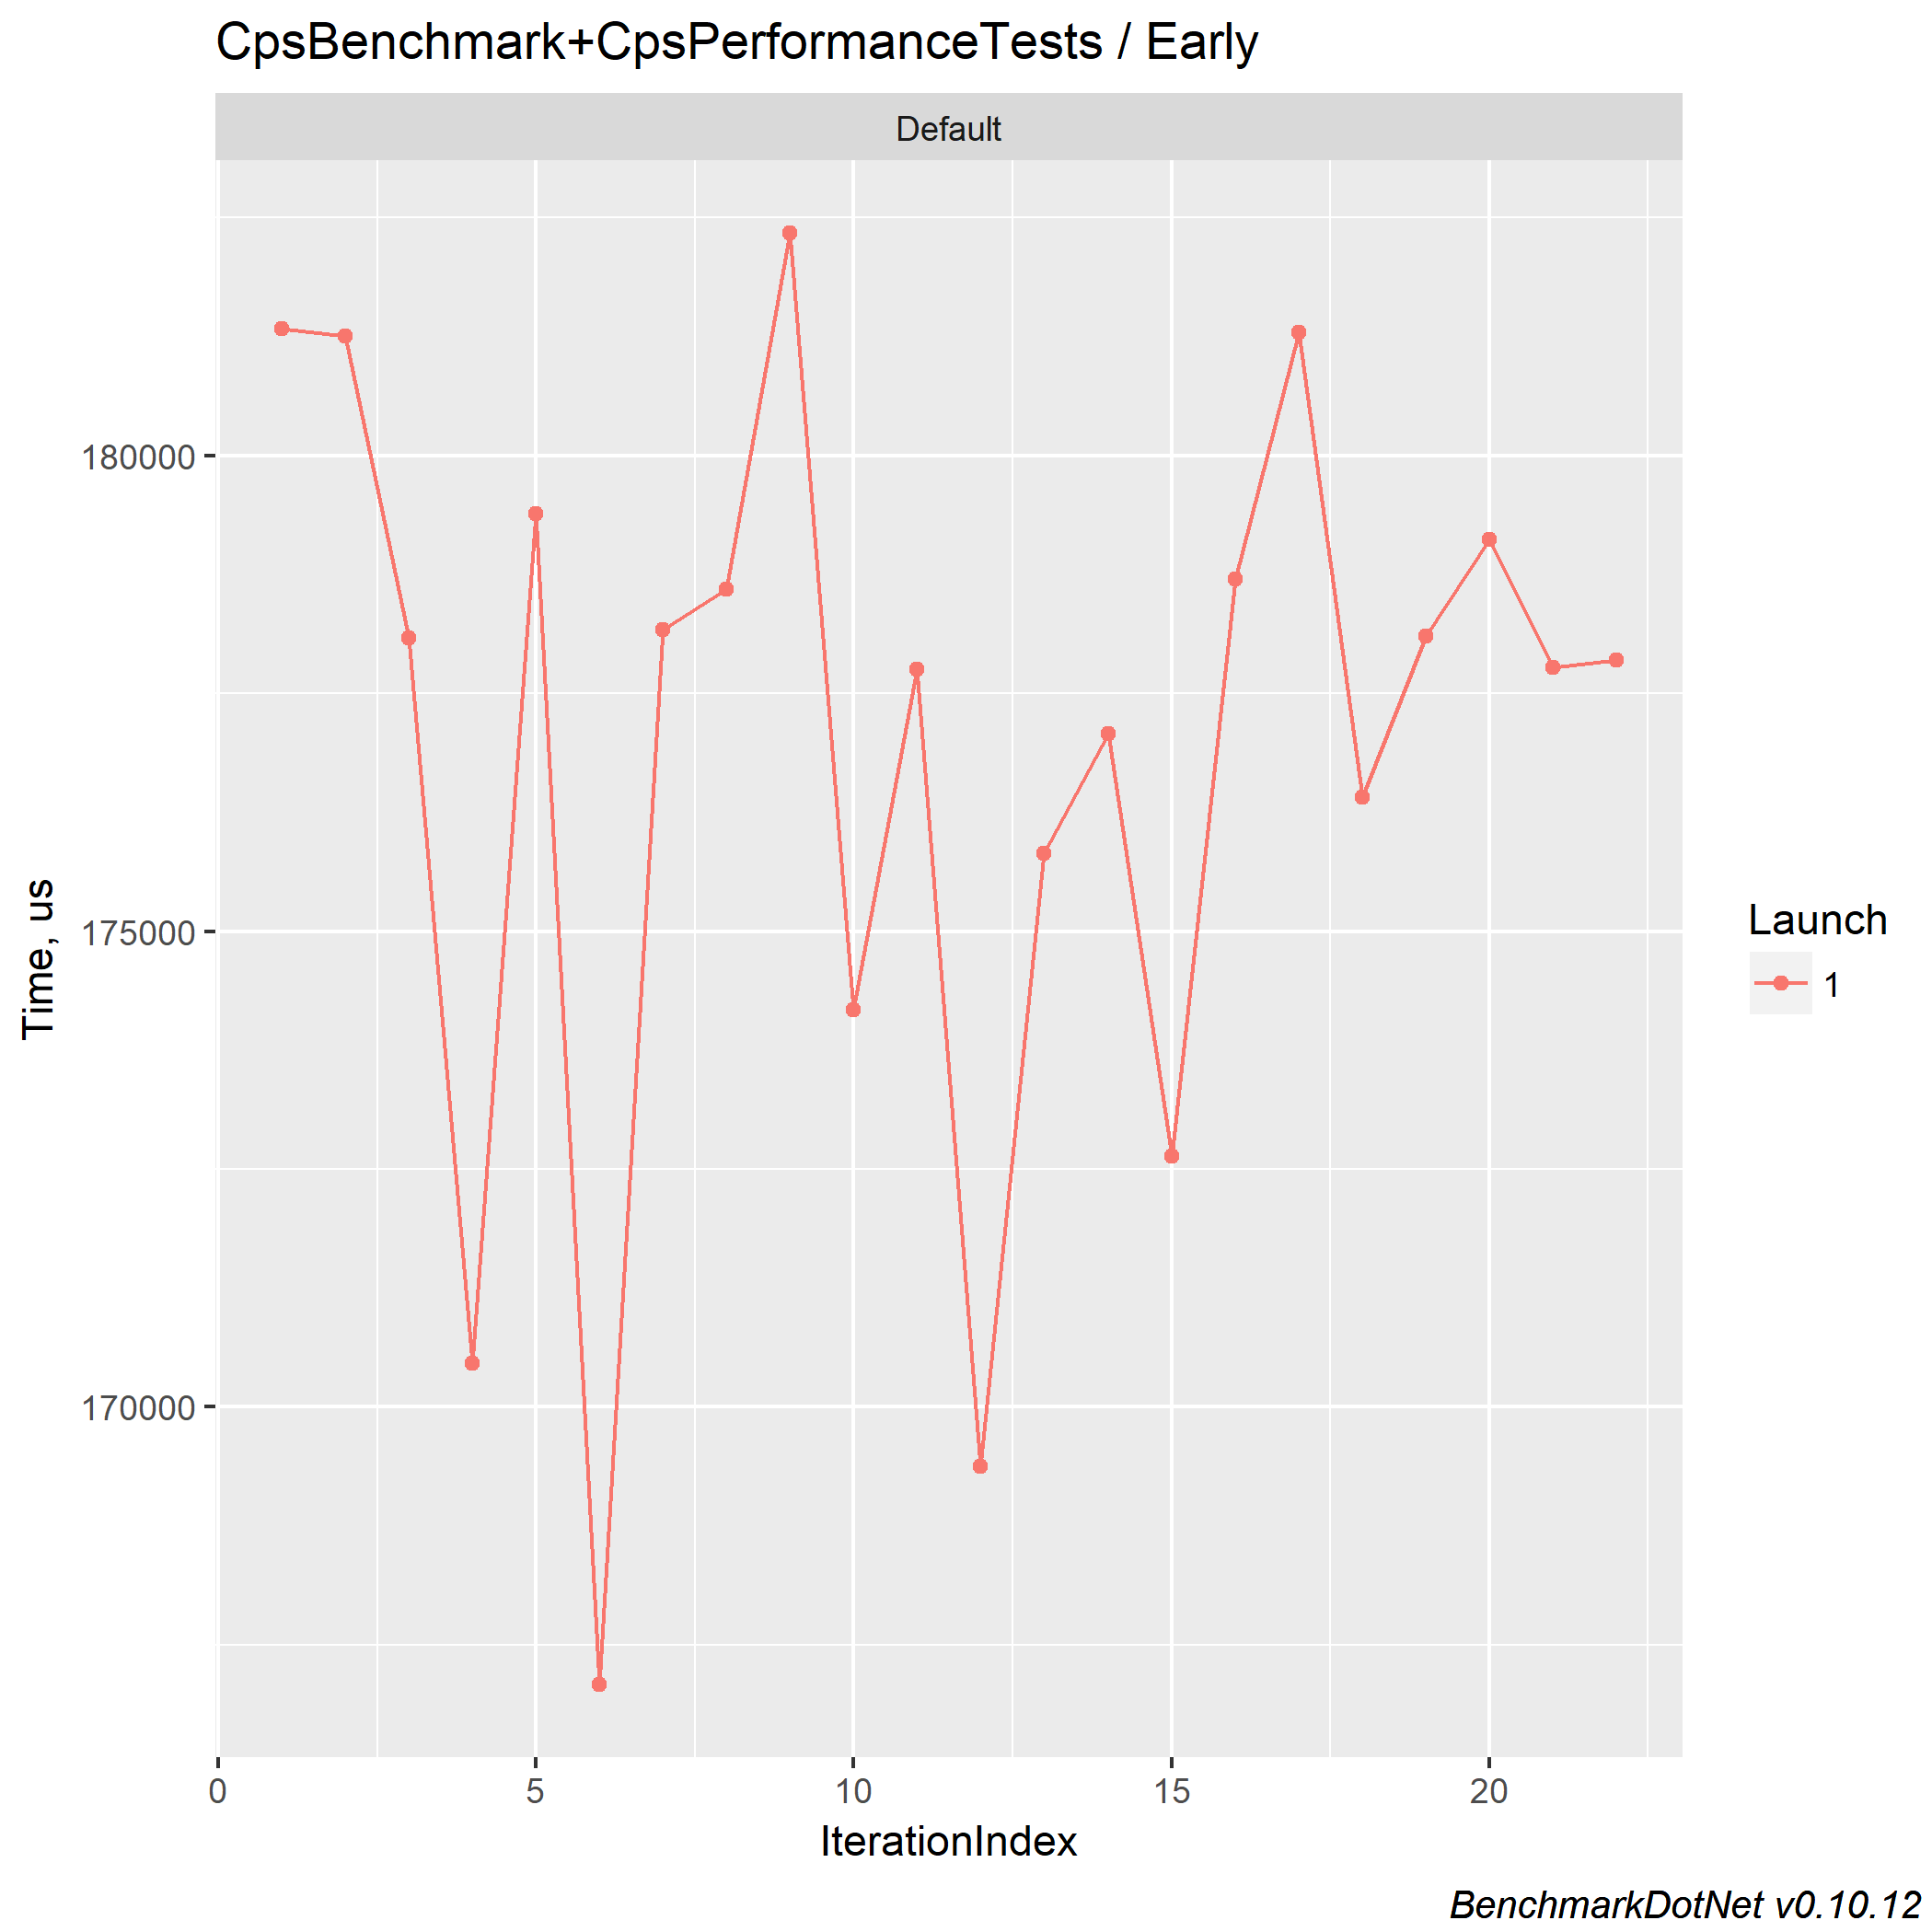 CpsBenchmark+CpsPerformanceTests / Early
Default
180000
175000
170000
Time, us
0 5 10 15 20
IterationIndex
Launch
1
BenchmarkDotNet v0.10.12